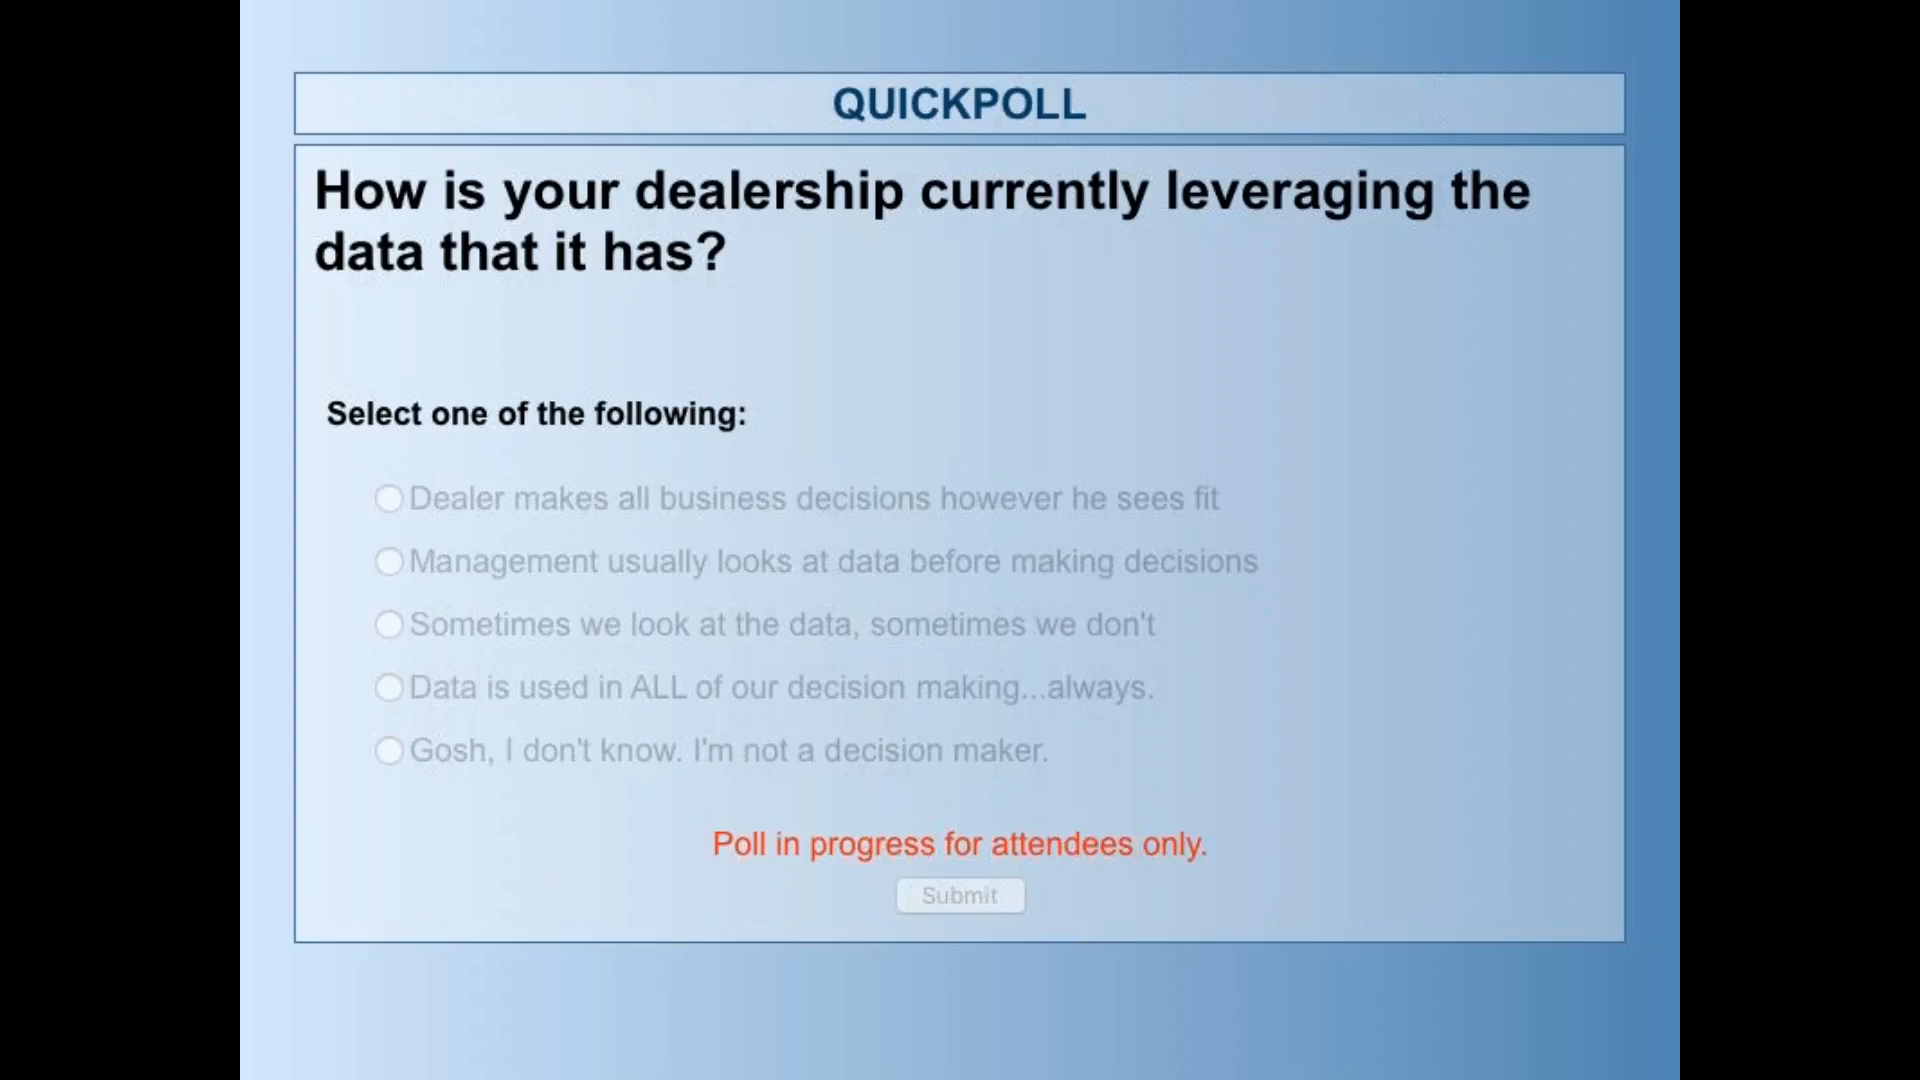 QUICKPOLL
How is your dealership currently leveraging the
data that it has?
Select one of the following:
Dealer makes all business decisions however he sees fit
Management usually looks at data before making decisions
Sometimes we look at the data, sometimes we don't
Data is used in ALL of our decision making...always.
Gosh, I don't know. I'm not a decision maker.
Poll in progress for attendees only.
Submit